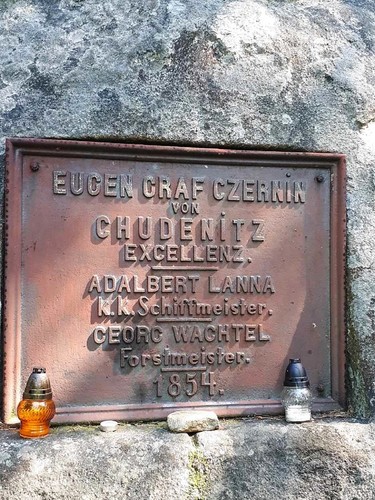 EUGEN GRAF CZERNIN
VON
CHUDENITZ
EXCELLENZ.
ADALBERT LANNA
K.K. Schiffmeister.
GEORG WACHTEL
Forstmeister.
1854.